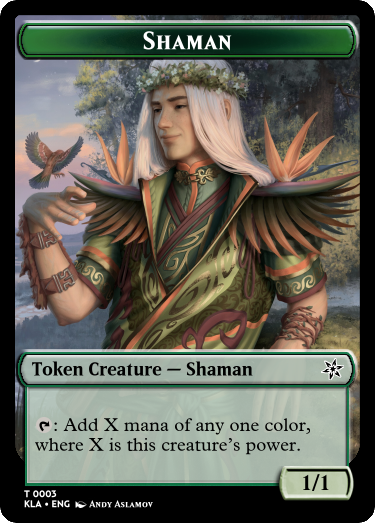 SHAMAN
Token Creature — Shaman
: Add X mana of any one color,
where X is this creature's power.
1/1
T 0003
KLA • ENG ANDY ASLAMOV